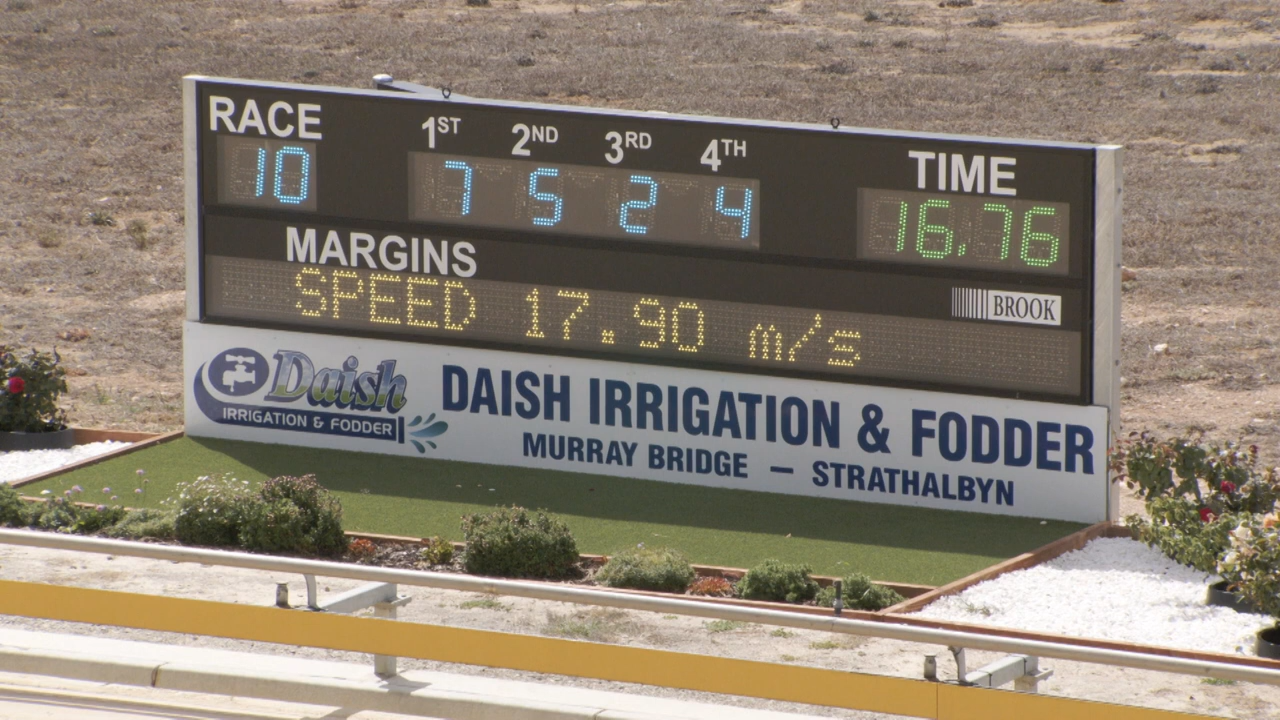 RACE 1ST 2ND 3RD 4TH TIME
10 7 5 2 4 16.76
MARGINS
BROOK
SPEED 17.90 m/s
Daish
IRRIGATION & FODDER
DAISH IRRIGATION & FODDER
MURRAY BRIDGE — STRATHALBYN